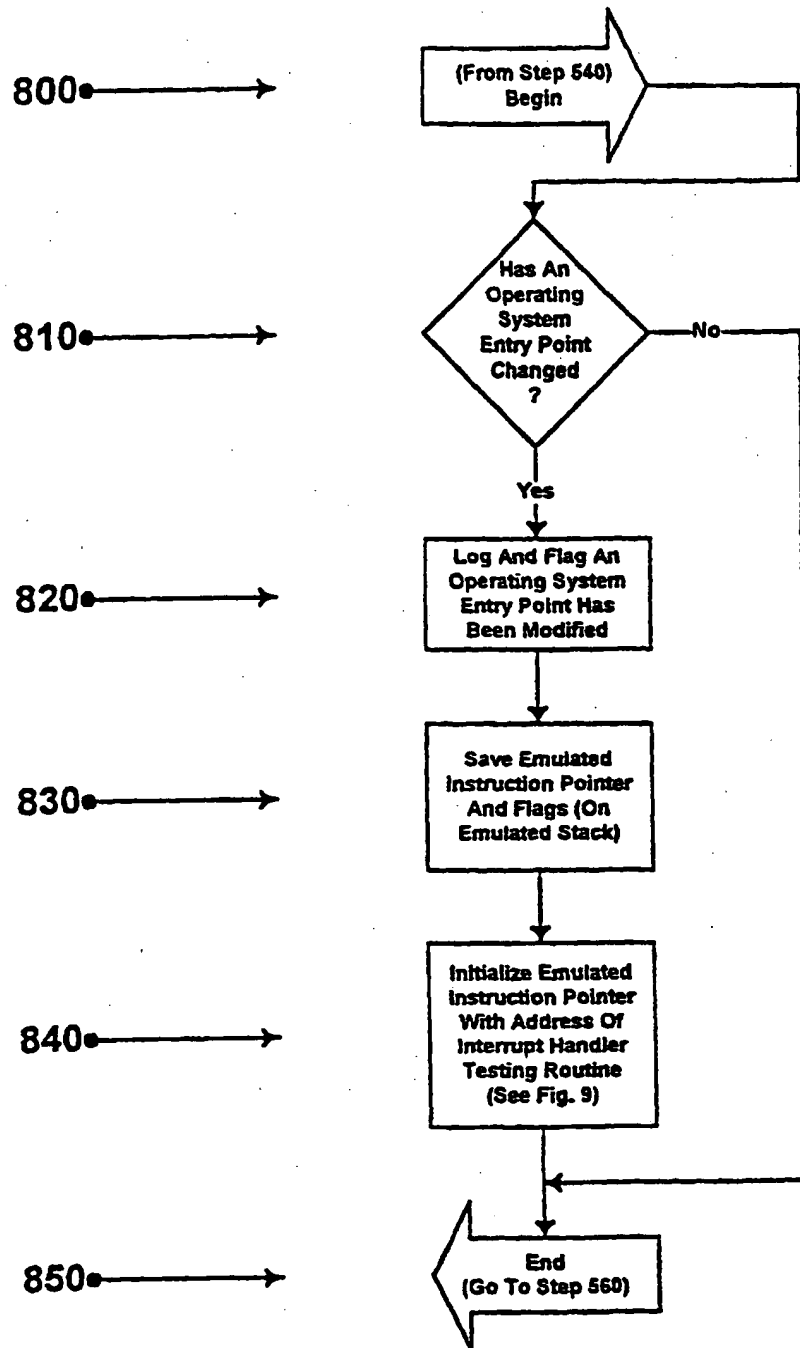 800
(From Step 540)
Begin
810
Has An
Operating
System
Entry Point
Changed
?
No
Yes
820
Log And Flag An
Operating System
Entry Point Has
Been Modified
830
Save Emulated
Instruction Pointer
And Flags (On
Emulated Stack)
840
Initialize Emulated
Instruction Pointer
With Address Of
Interrupt Handler
Testing Routine
(See Fig. 9)
850
End
(Go To Step 560)